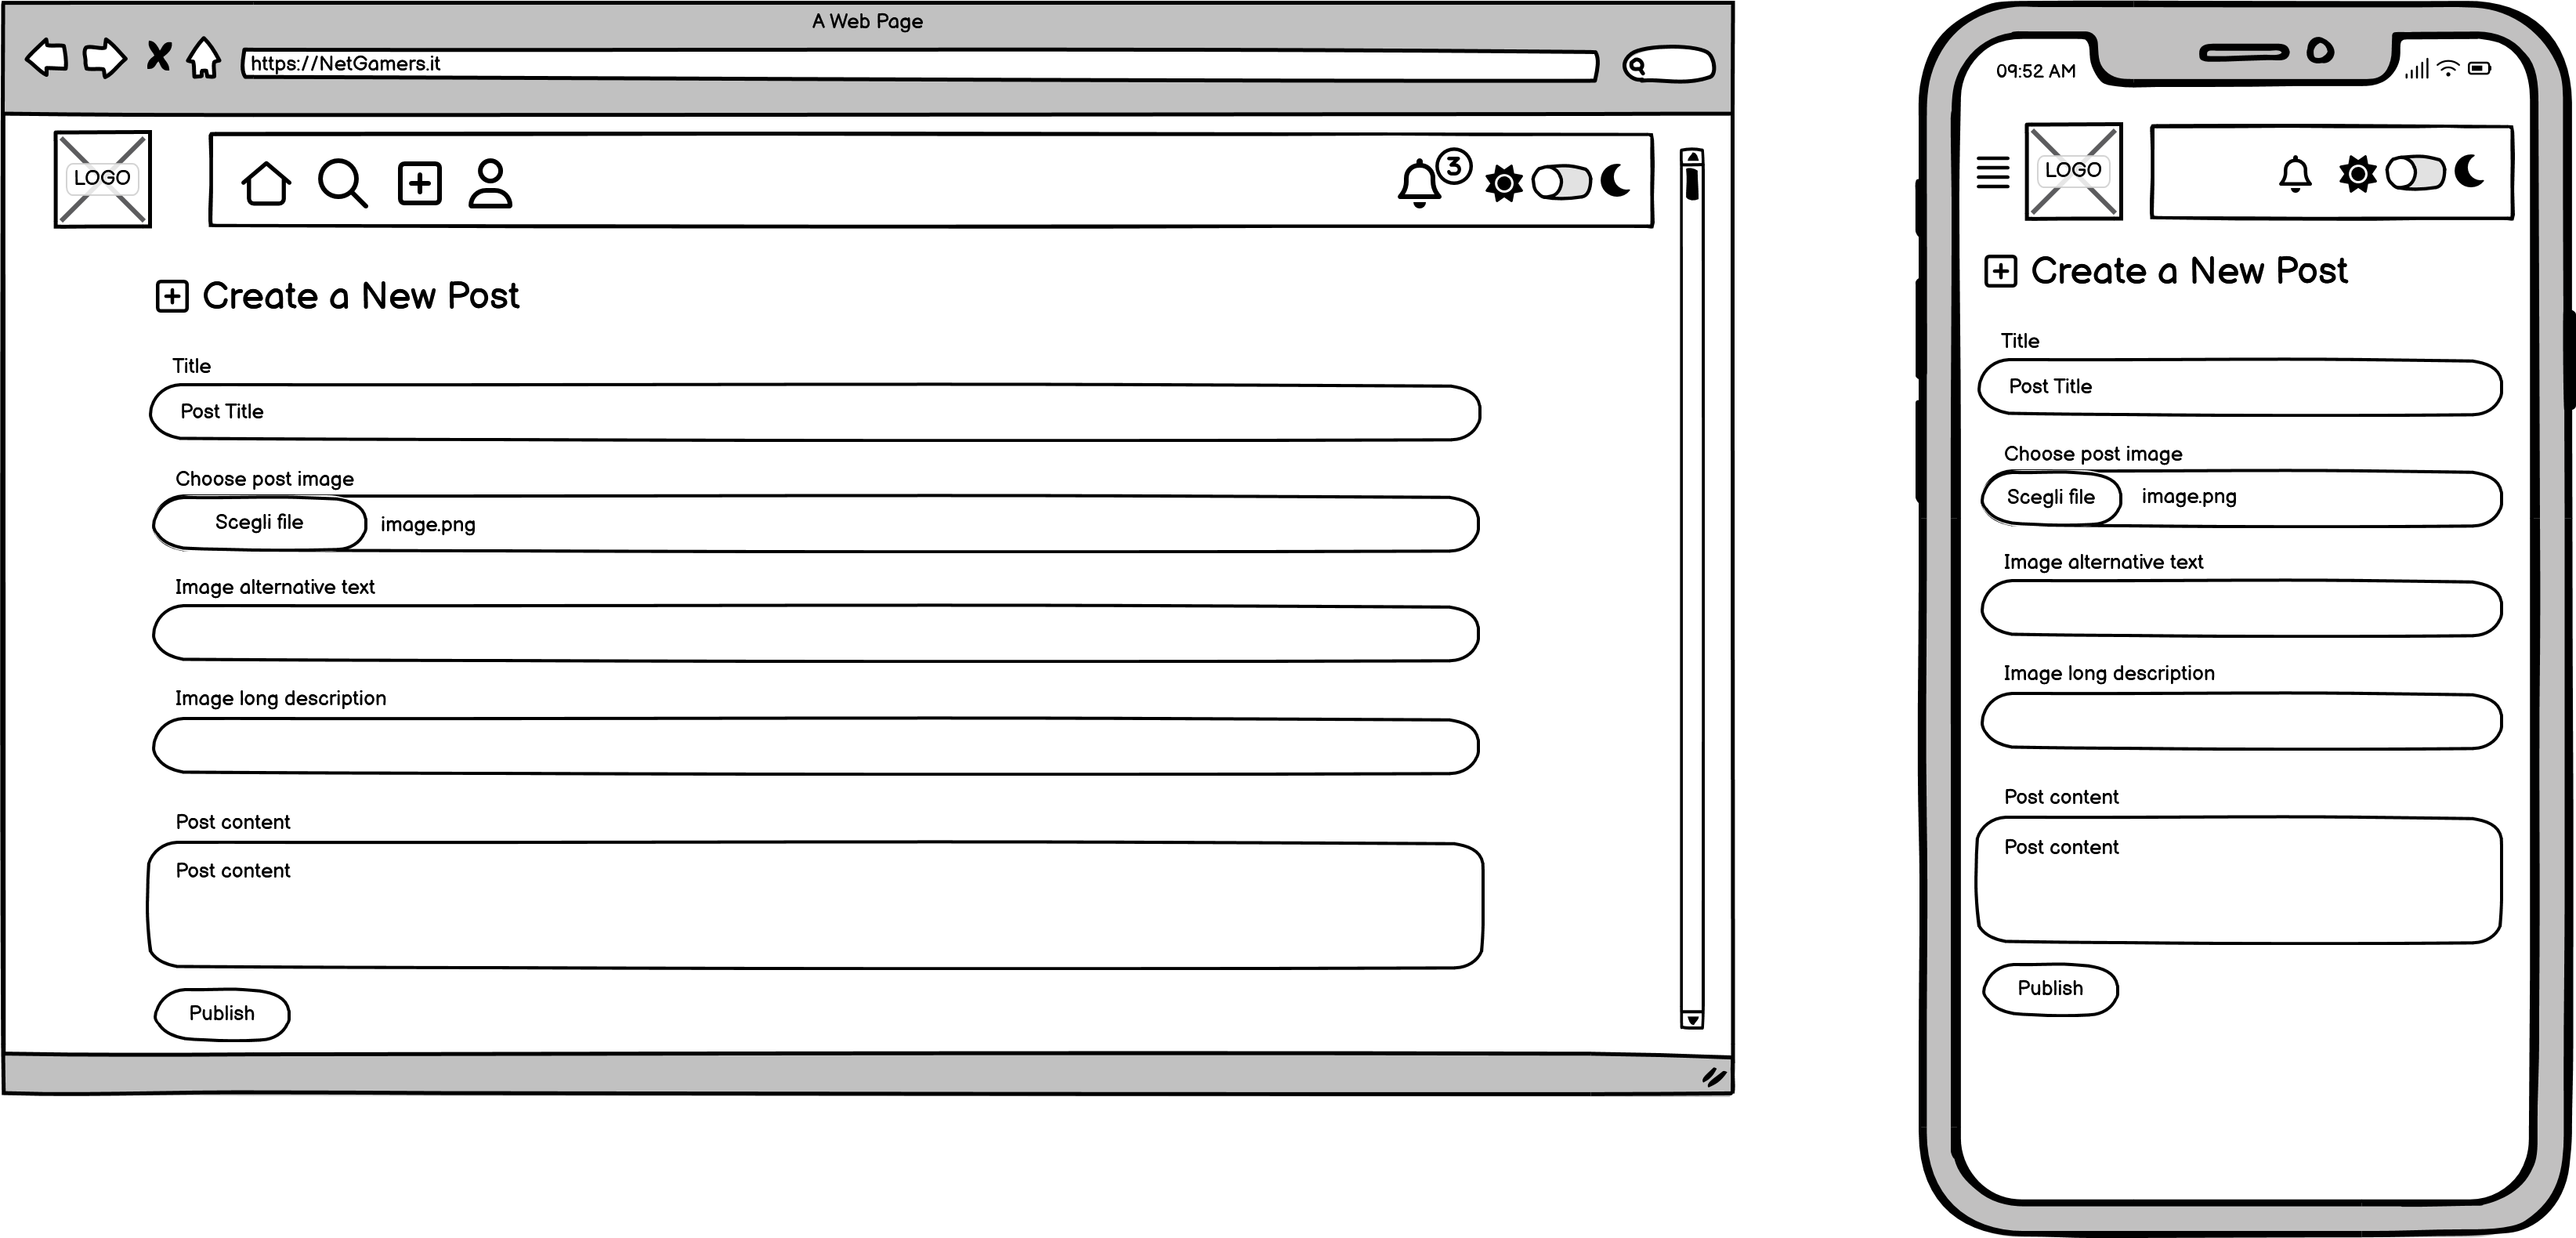 A Web Page
https://NetGamers.it
LOGO
3
Create a New Post
Title
Post Title
Choose post image
Scegli file
image.png
Image alternative text
Image long description
Post content
Post content
Publish
09:52 AM
LOGO
Create a New Post
Title
Post Title
Choose post image
Scegli file
image.png
Image alternative text
Image long description
Post content
Post content
Publish